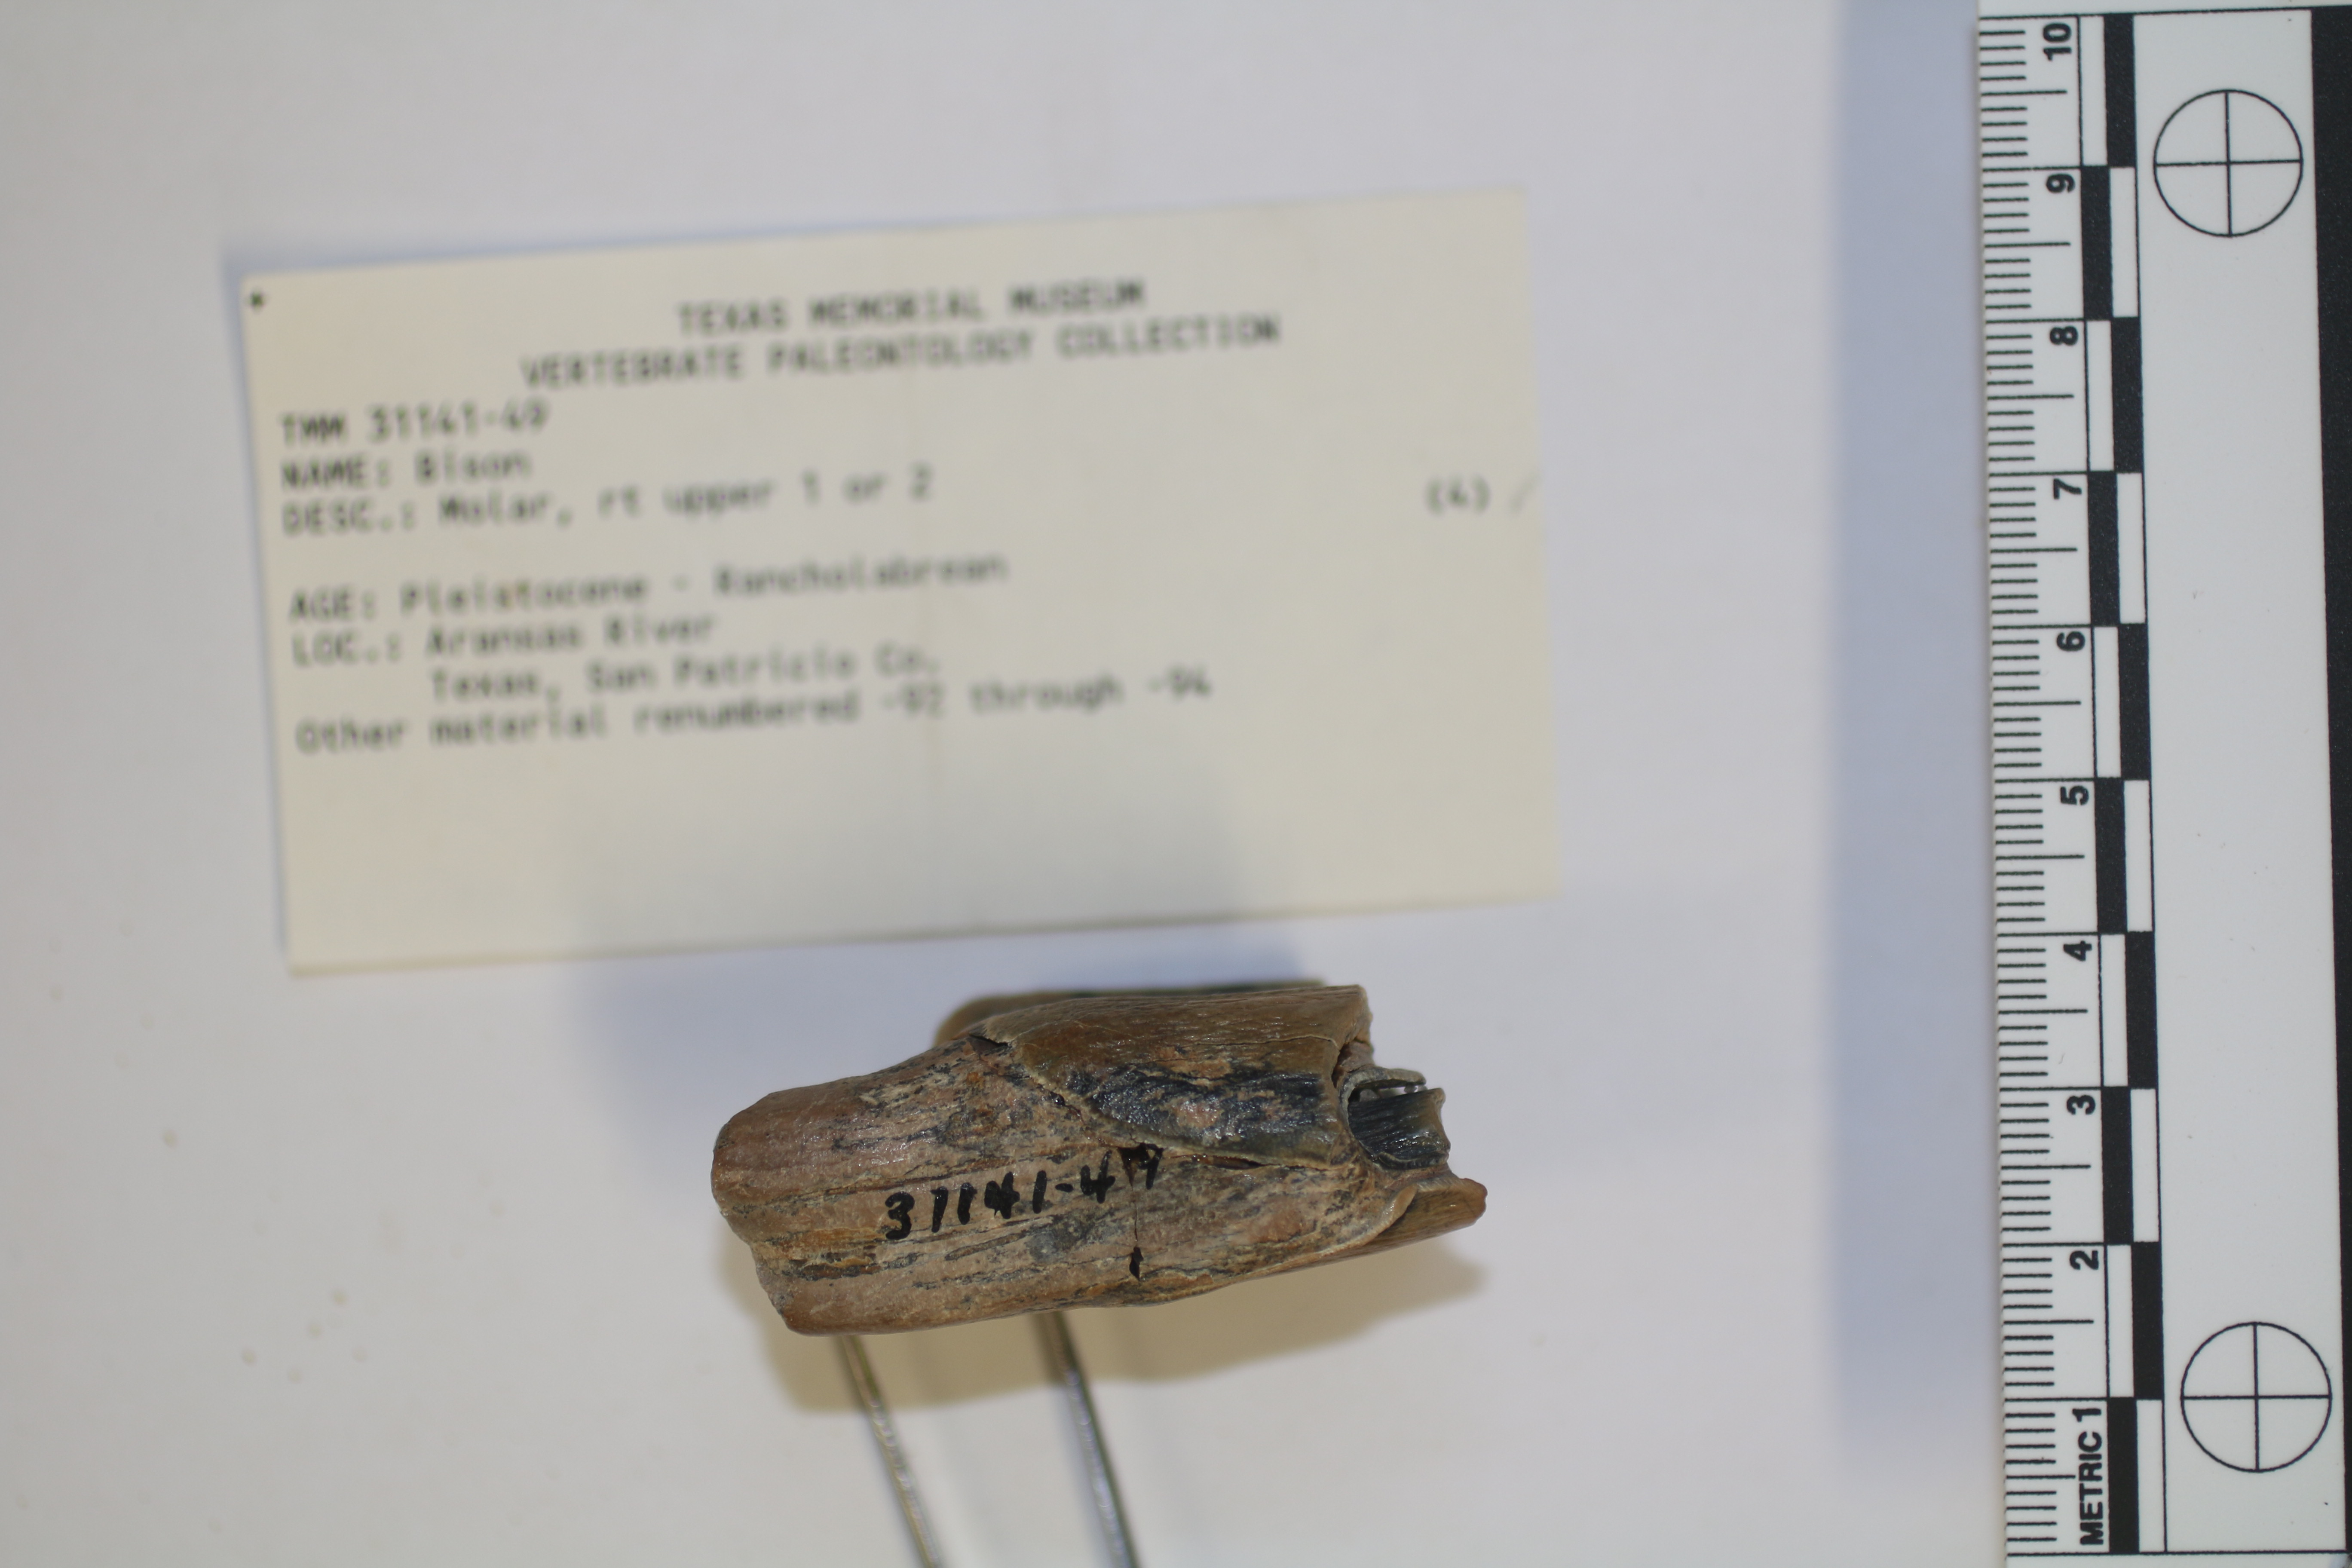 TEXAS MEMORIAL MUSEUM
VERTEBRATE PALEONTOLOGY COLLECTION
TMM 31141-49
NAME: Bison
DESC.: Molar, rt upper 1 or 2
(4) /
AGE: Pleistocene - Rancholabrean
LOC.: Aransas River
Texas, San Patricio Co.
Other material renumbered -92 through -94
31141-49
METRIC 1 2 3 4 5 6 7 8 9 10